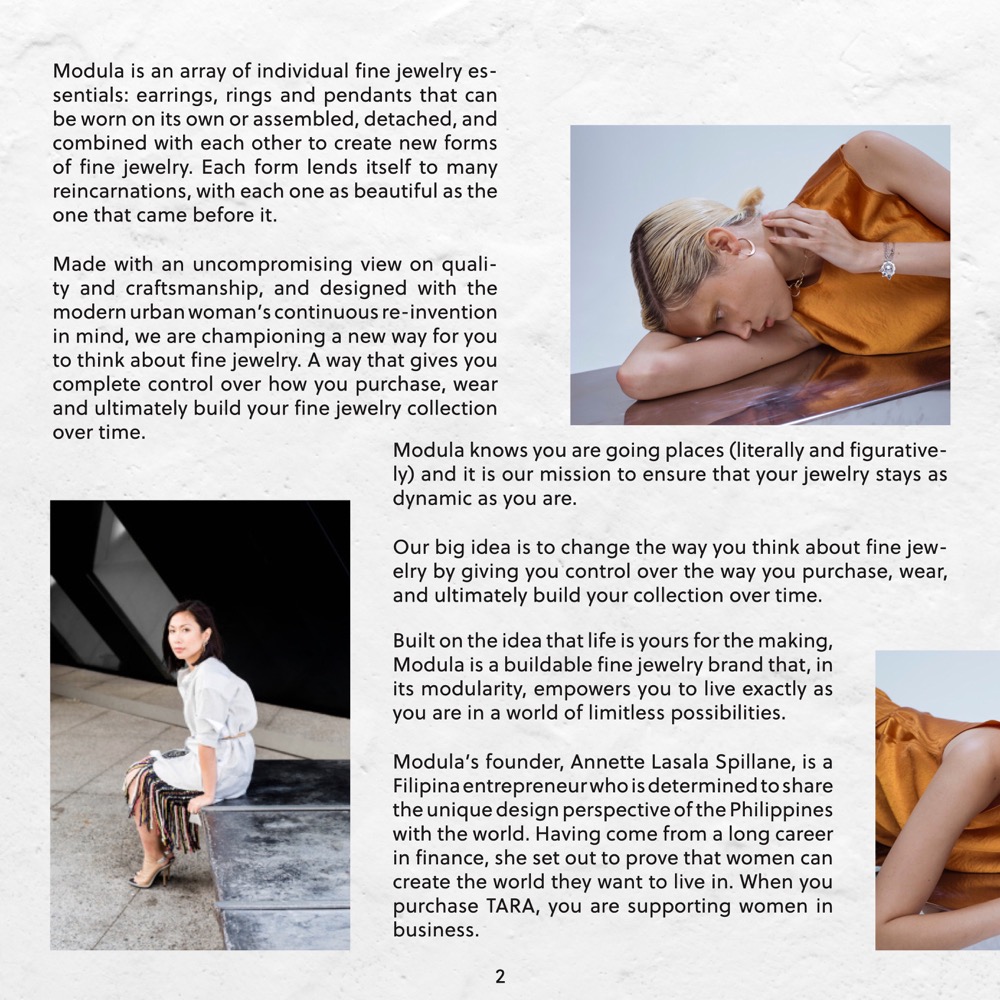 Modula is an array of individual fine jewelry es-
sentials: earrings, rings and pendants that can
be worn on its own or assembled, detached, and
combined with each other to create new forms
of fine jewelry. Each form lends itself to many
reincarnations, with each one as beautiful as the
one that came before it.
Made with an uncompromising view on quali-
ty and craftsmanship, and designed with the
modern urban woman's continuous re-invention
in mind, we are championing a new way for you
to think about fine jewelry. A way that gives you
complete control over how you purchase, wear
and ultimately build your fine jewelry collection
over time.
Modula knows you are going places (literally and figurative-
ly) and it is our mission to ensure that your jewelry stays as
dynamic as you are.
Our big idea is to change the way you think about fine jew-
elry by giving you control over the way you purchase, wear,
and ultimately build your collection over time.
Built on the idea that life is yours for the making,
Modula is a buildable fine jewelry brand that, in
its modularity, empowers you to live exactly as
you are in a world of limitless possibilities.
Modula's founder, Annette Lasala Spillane, is a
Filipina entrepreneur who is determined to share
the unique design perspective of the Philippines
with the world. Having come from a long career
in finance, she set out to prove that women can
create the world they want to live in. When you
purchase TARA, you are supporting women in
business.
2